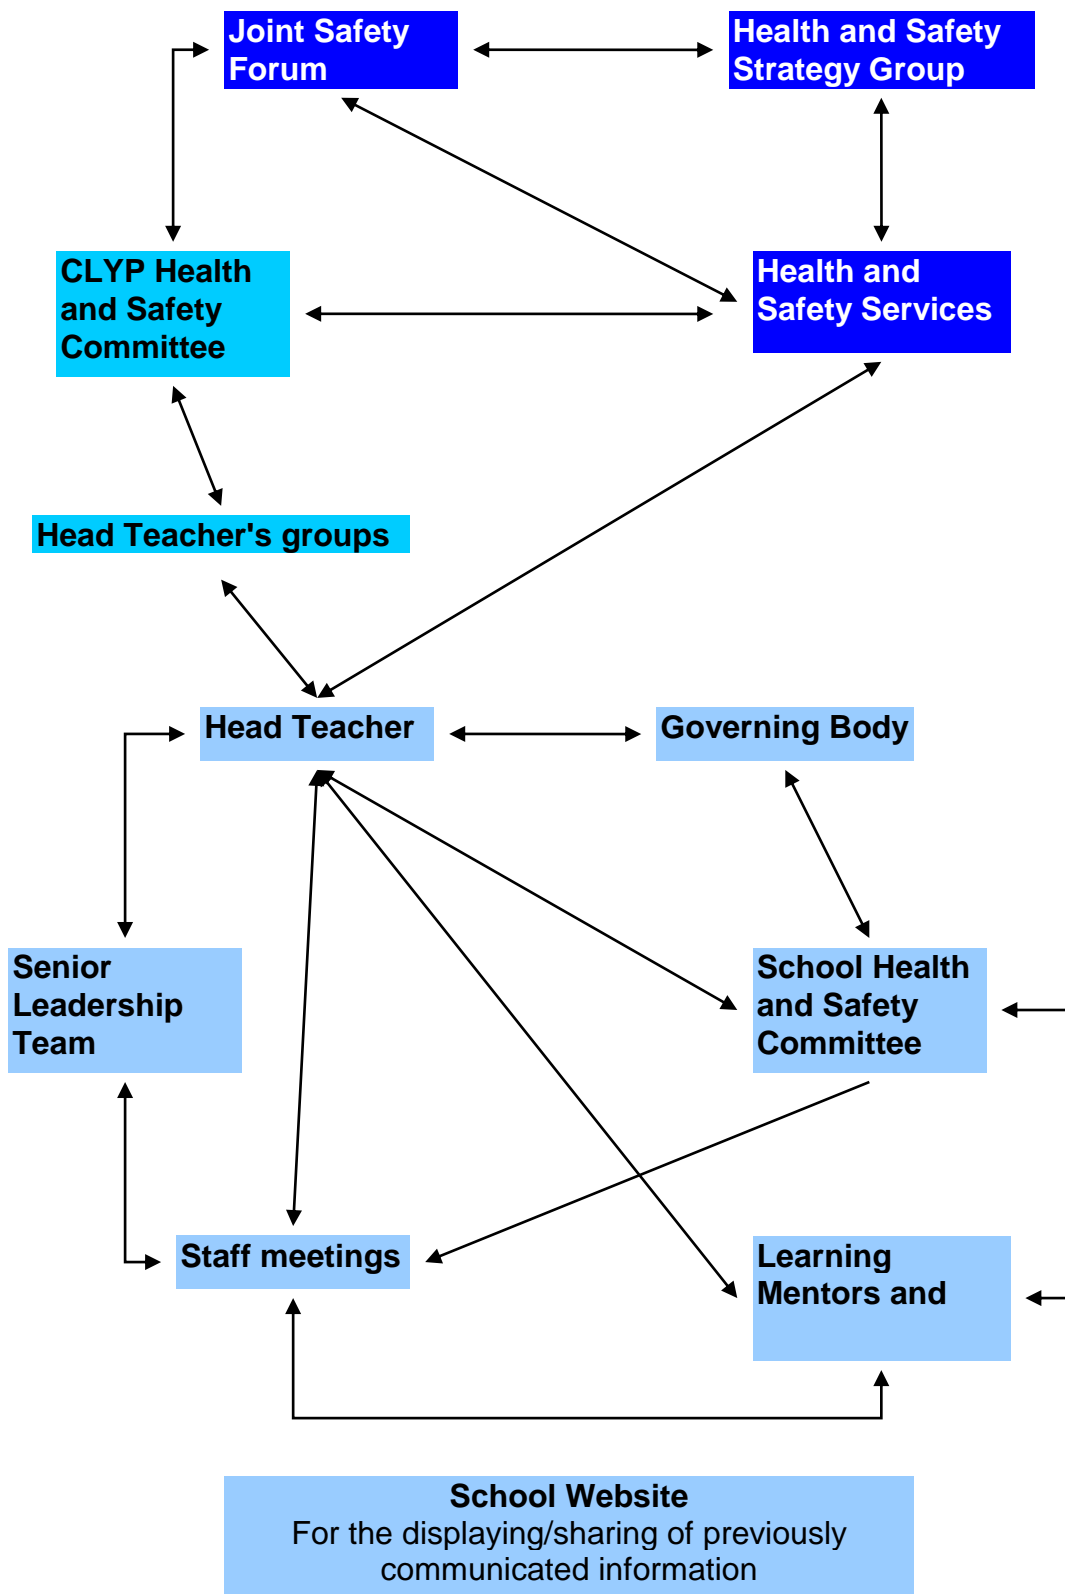 Joint Safety
Forum
Health and Safety
Strategy Group
CLYP Health
and Safety
Committee
Health and
Safety Services
Head Teacher's groups
Head Teacher
Governing Body
Senior
Leadership
Team
School Health
and Safety
Committee
Staff meetings
Learning
Mentors and
School Website
For the displaying/sharing of previously
communicated information